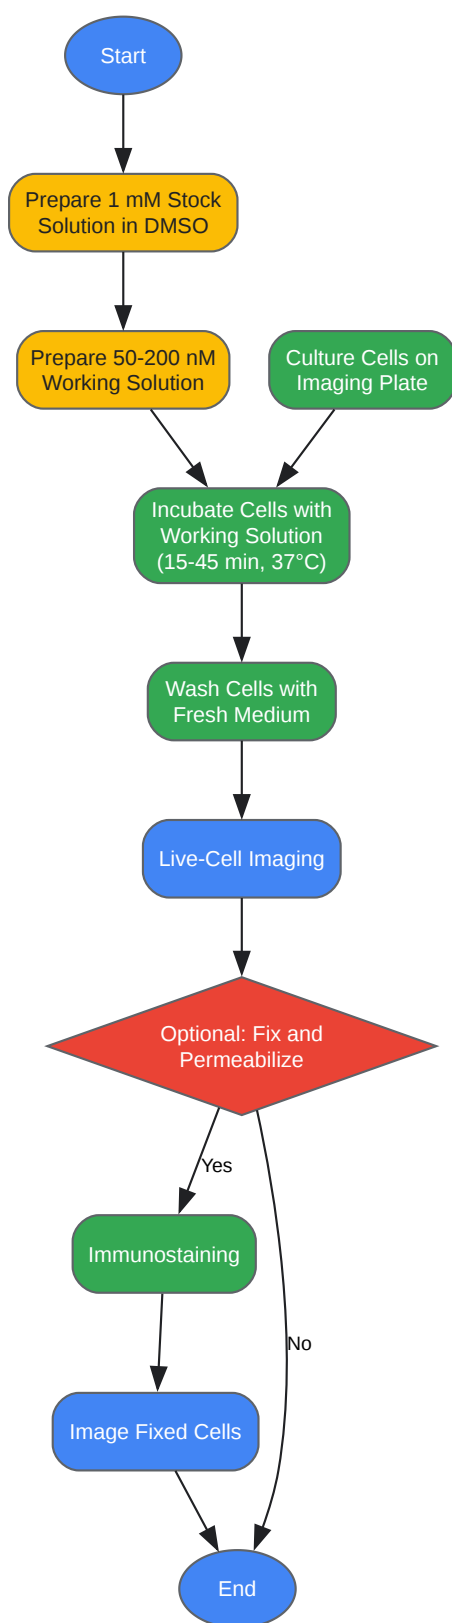 Start
Prepare 1 mM Stock
Solution in DMSO
Prepare 50-200 nM
Working Solution
Culture Cells on
Imaging Plate
Incubate Cells with
Working Solution
(15-45 min, 37°C)
Wash Cells with
Fresh Medium
Live-Cell Imaging
Optional: Fix and
Permeabilize
Yes
Immunostaining
No
Image Fixed Cells
End